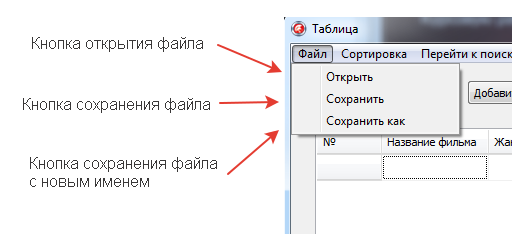 Таблица
Кнопка открытия файла
Файл Сортировка Перейти к поиск
Открыть
Кнопка сохранения файла
Сохранить
Добави
Сохранить как
№ Название фильма Жан
Кнопка сохранения файла
с новым именем